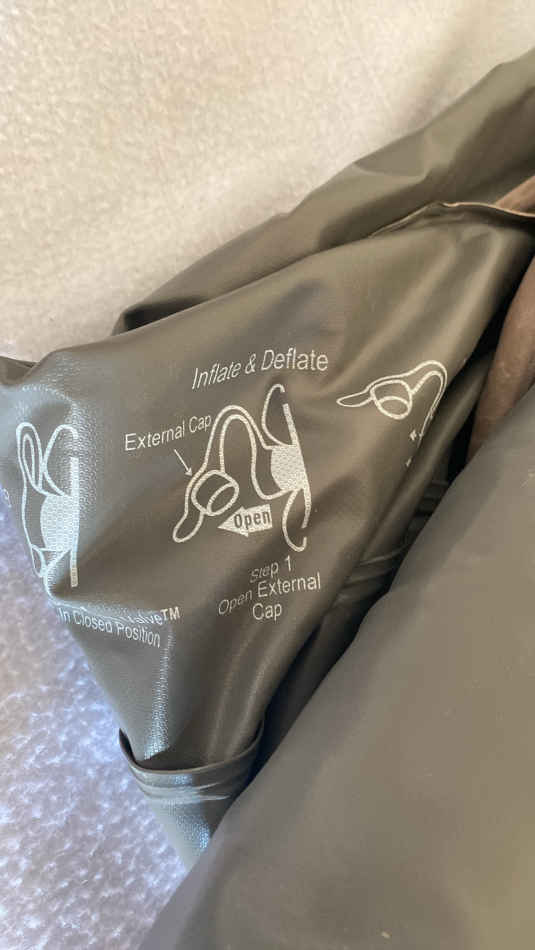 Inflate & Deflate
External Cap
Open
Step 1
Open External
Cap
In Closed Position